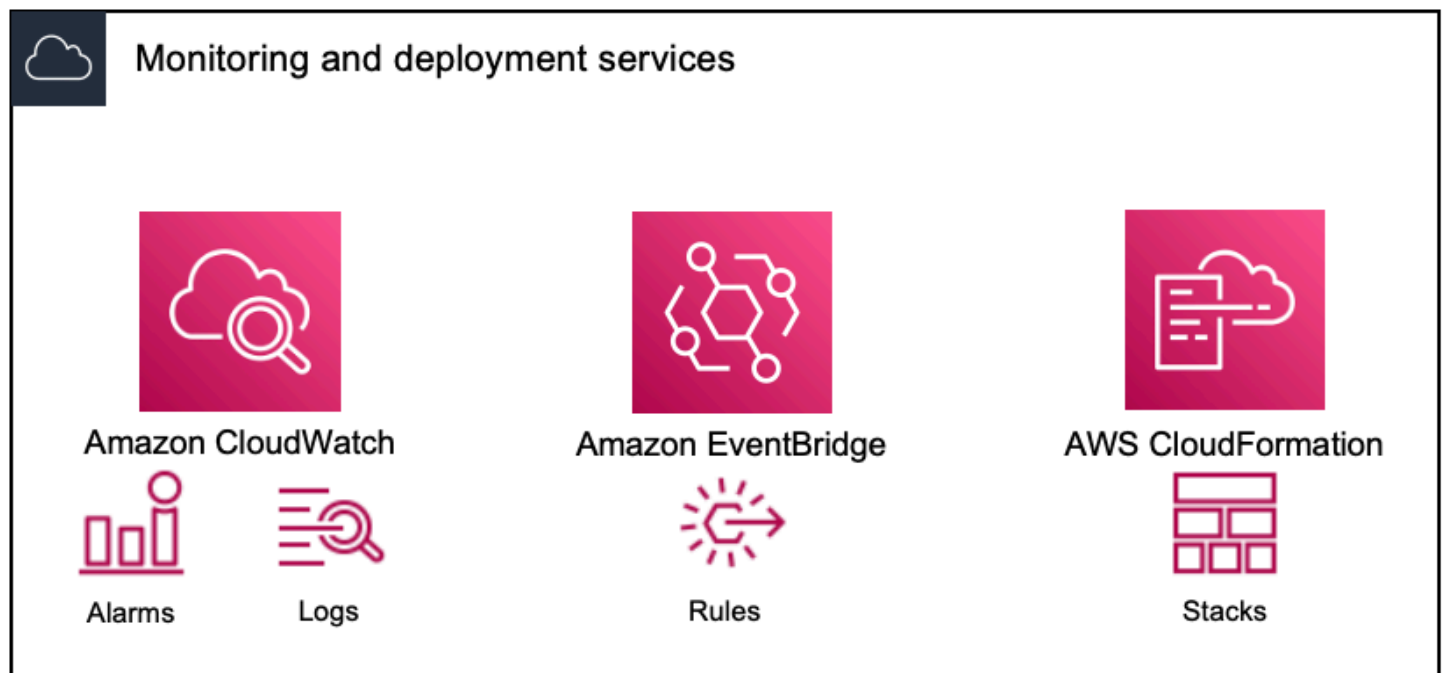 Monitoring and deployment services
Amazon CloudWatch
Amazon EventBridge
AWS CloudFormation
Alarms
Logs
Rules
Stacks